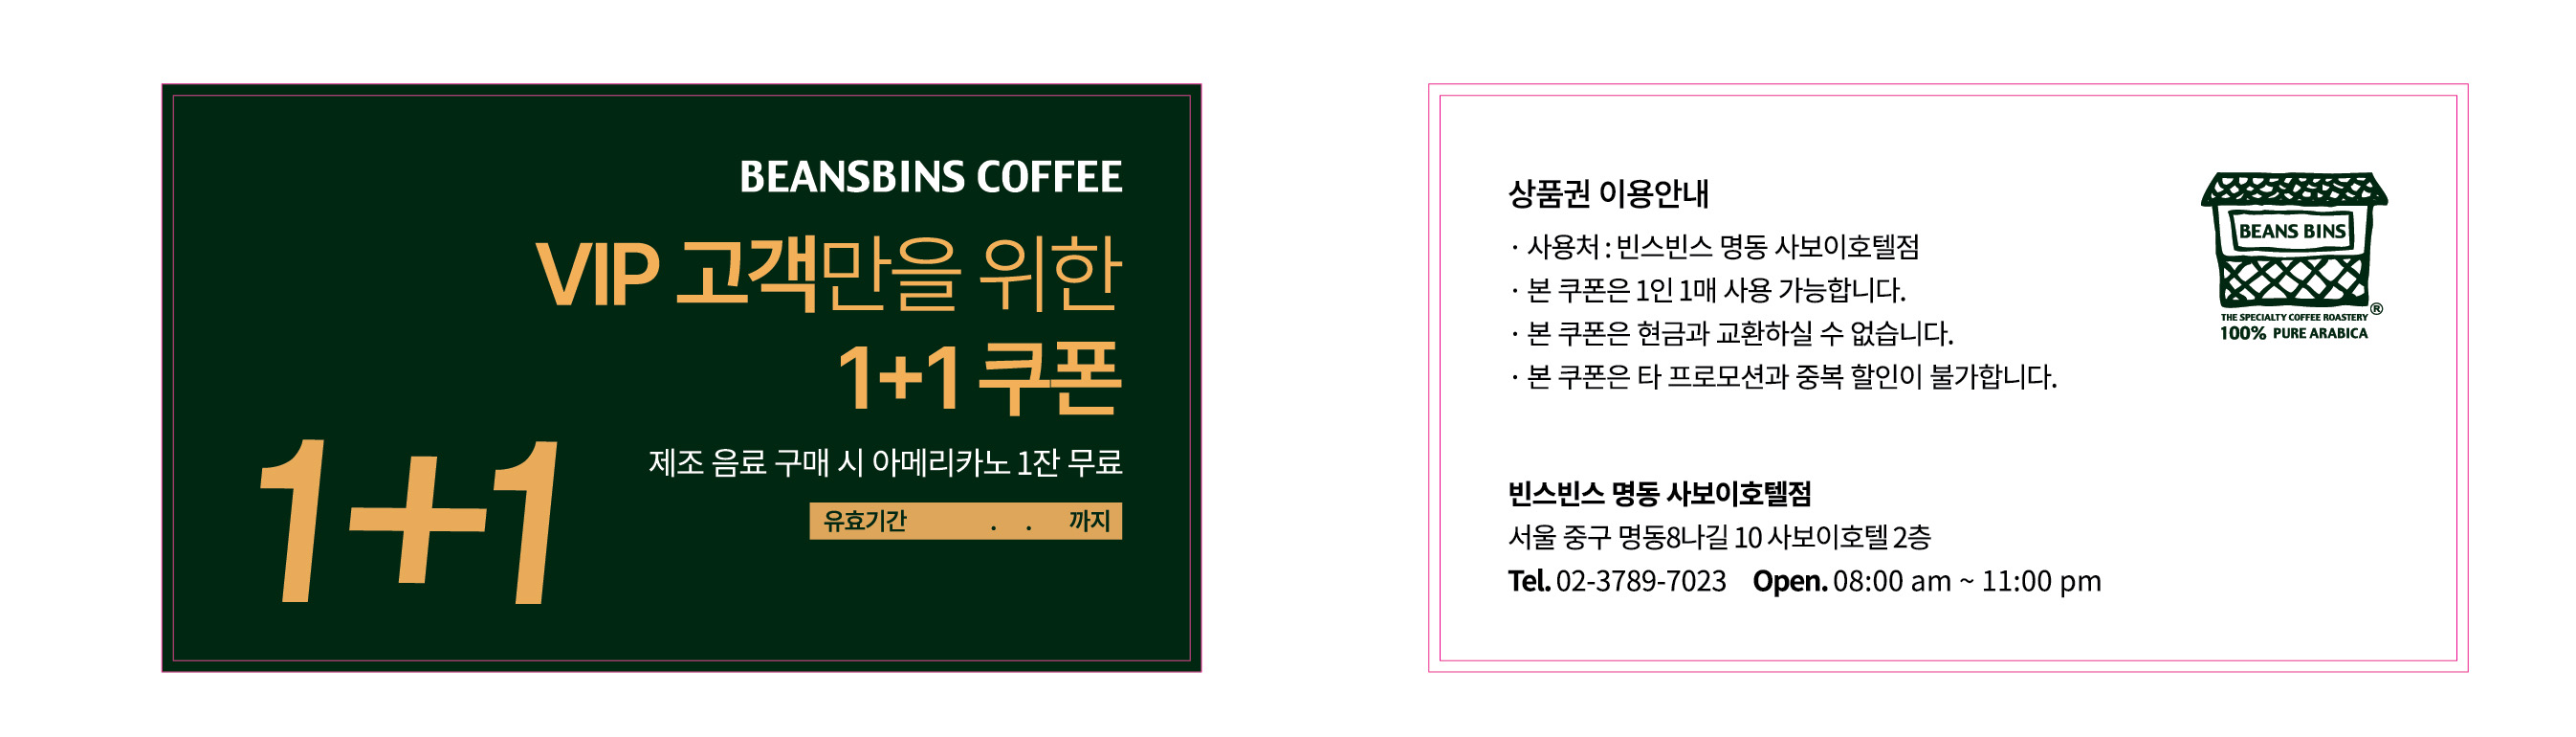 BEANSBINS COFFEE
VIP 고객만을 위한
1+1 쿠폰
1+1
제조 음료 구매 시 아메리카노 1잔 무료
유효기간 . . 까지
상품권 이용안내
· 사용처 : 빈스빈스 명동 사보이호텔점
· 본 쿠폰은 1인 1매 사용 가능합니다.
· 본 쿠폰은 현금과 교환하실 수 없습니다.
· 본 쿠폰은 타 프로모션과 중복 할인이 불가합니다.
BEANS BINS
®
THE SPECIALTY COFFEE ROASTERY
100% PURE ARABICA
빈스빈스 명동 사보이호텔점
서울 중구 명동8나길 10 사보이호텔 2층
Tel. 02-3789-7023 Open. 08:00 am ~ 11:00 pm